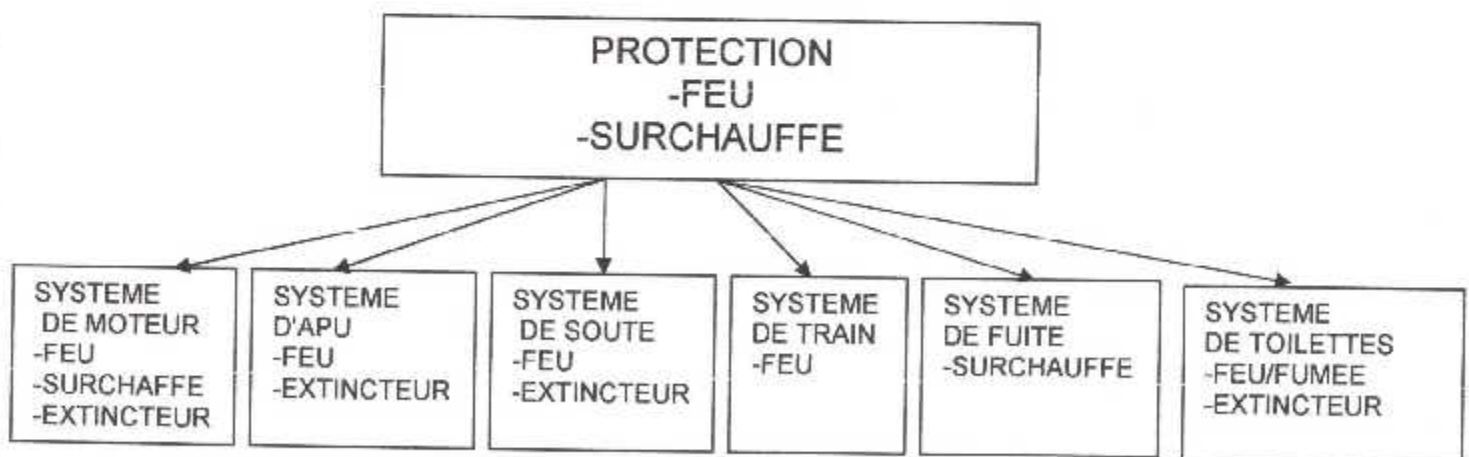 PROTECTION
-FEU
-SURCHAUFFE
SYSTEME
DE MOTEUR
-FEU
-SURCHAFFE
-EXTINCTEUR
SYSTEME
D'APU
-FEU
-EXTINCTEUR
SYSTEME
DE SOUTE
-FEU
-EXTINCTEUR
SYSTEME
DE TRAIN
-FEU
SYSTEME
DE FUITE
-SURCHAUFFE
SYSTEME
DE TOILETTES
-FEU/FUMEE
-EXTINCTEUR